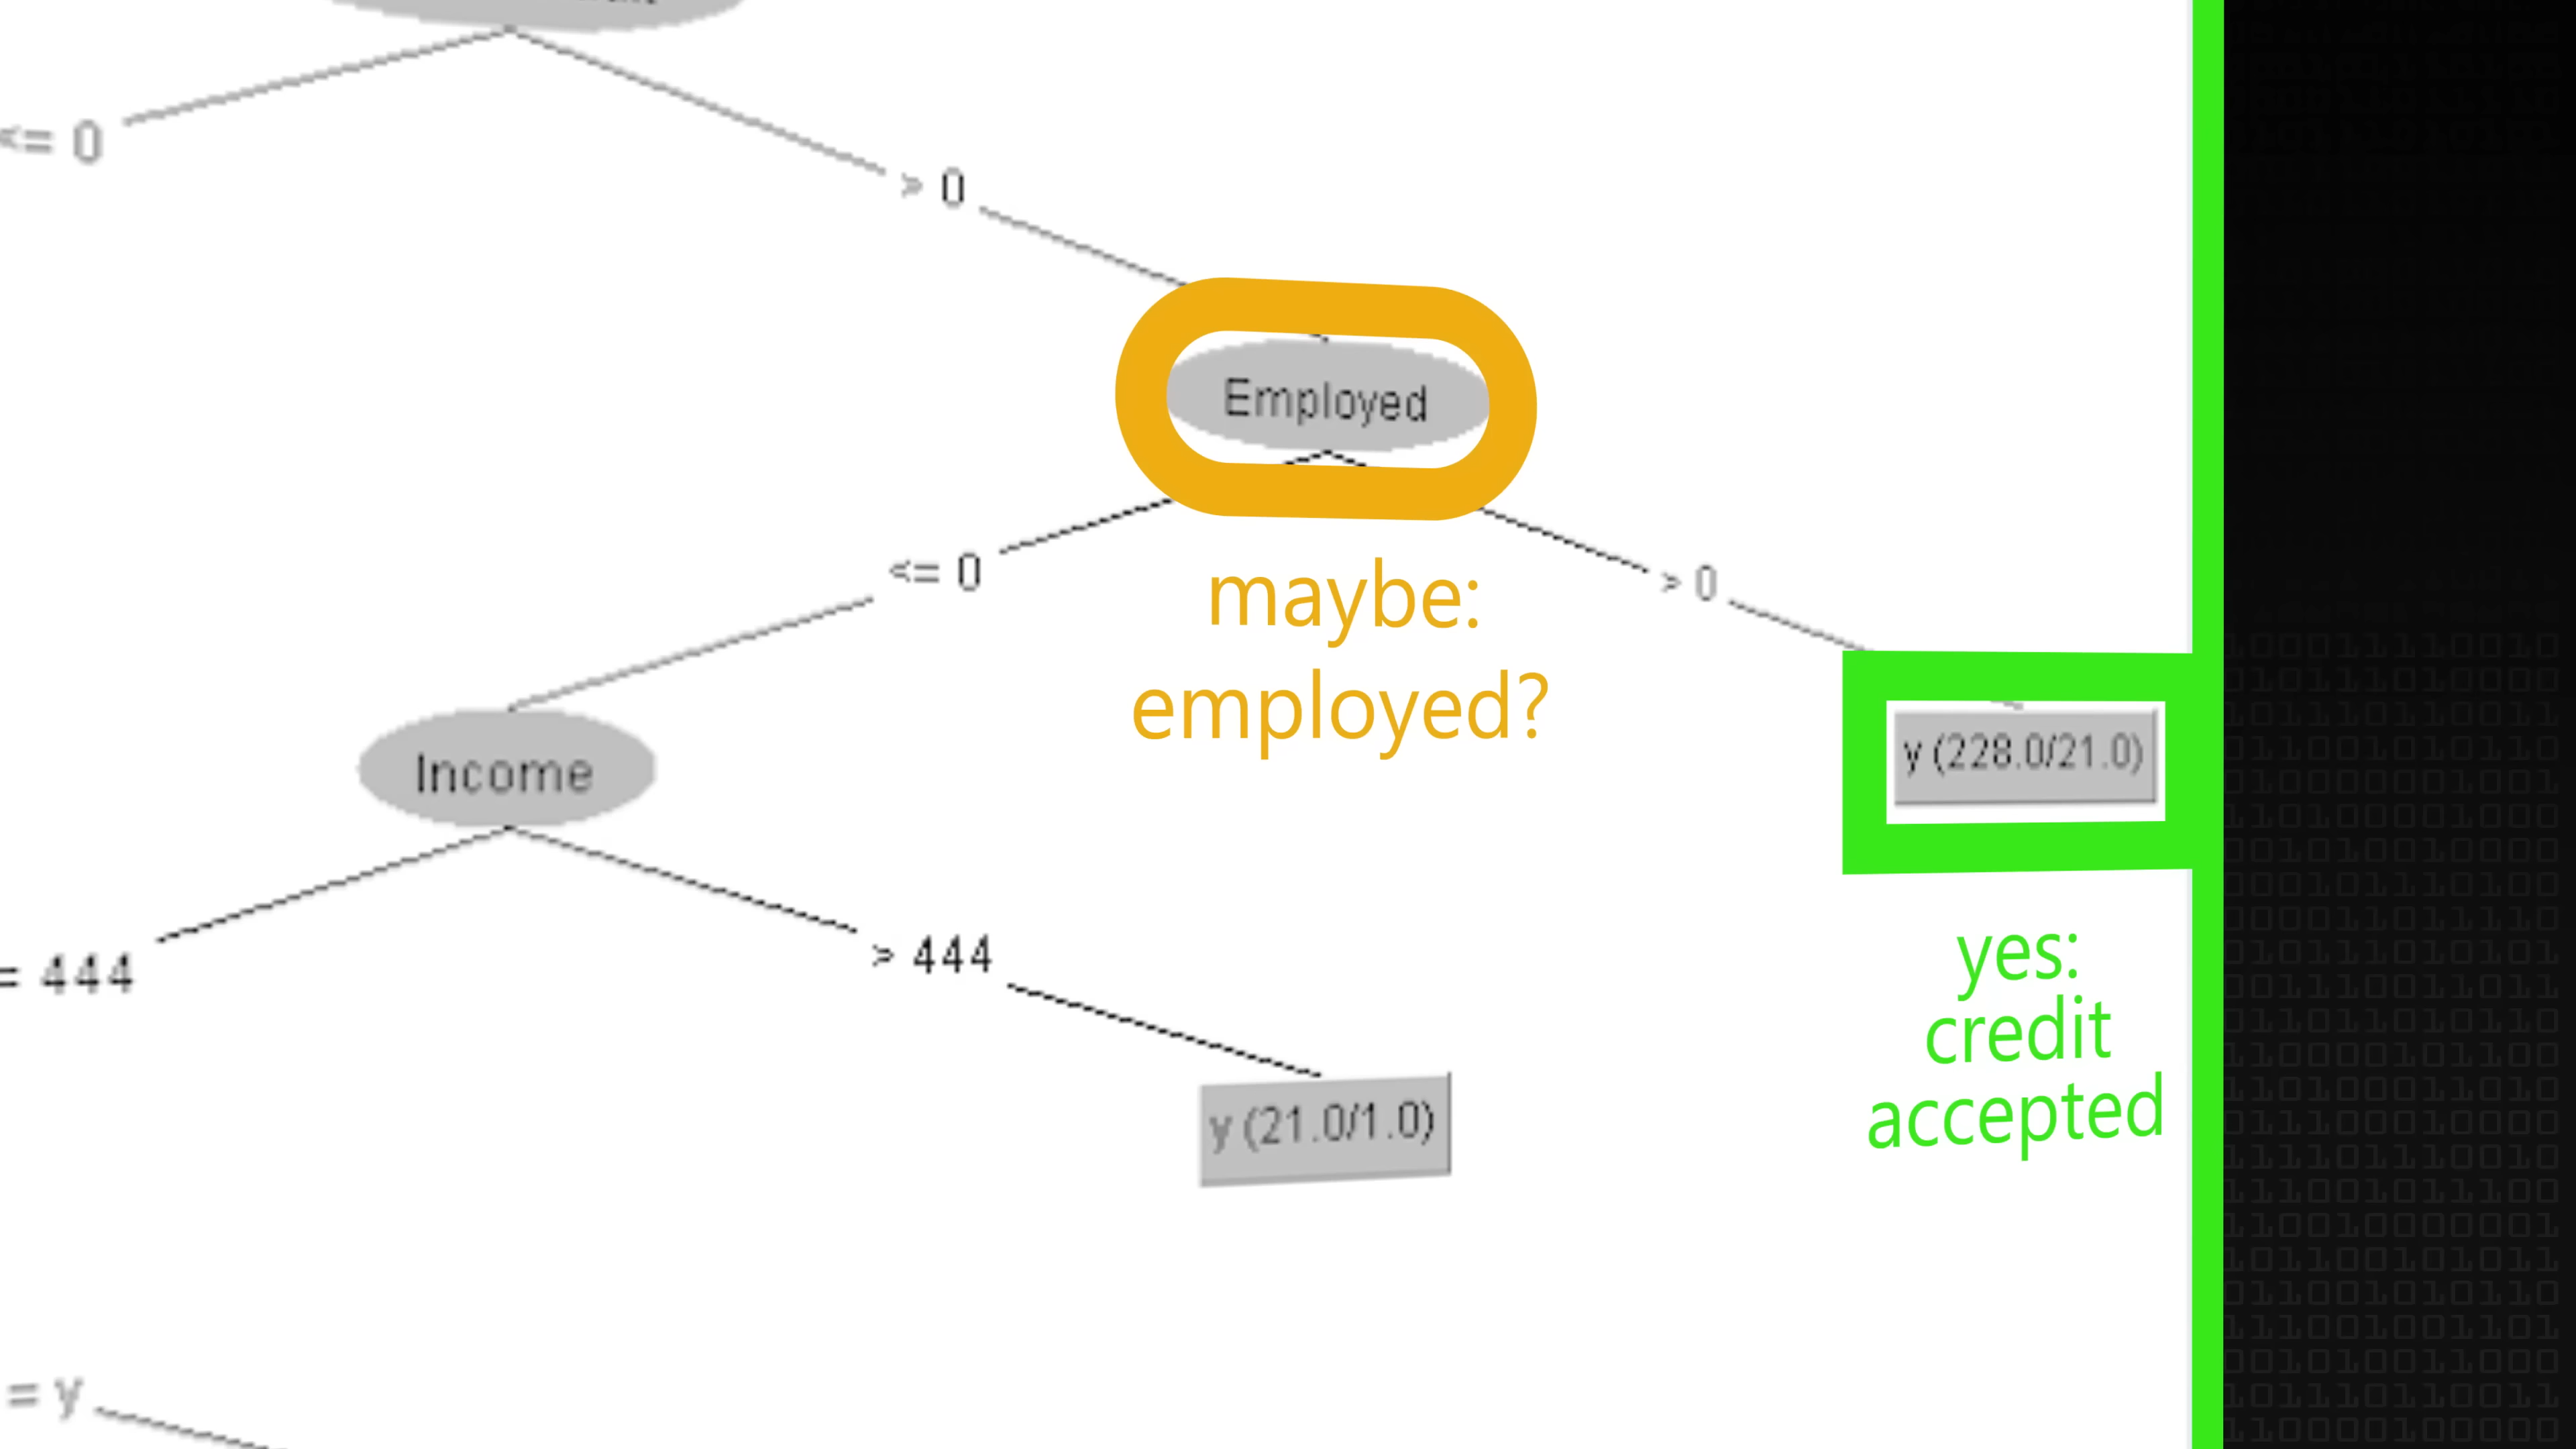 <= 0
> 0
Employed
<= 0
> 0
maybe:
employed?
y (228.0/21.0)
Income
yes:
credit
accepted
= 444
> 444
y (21.0/1.0)
= y